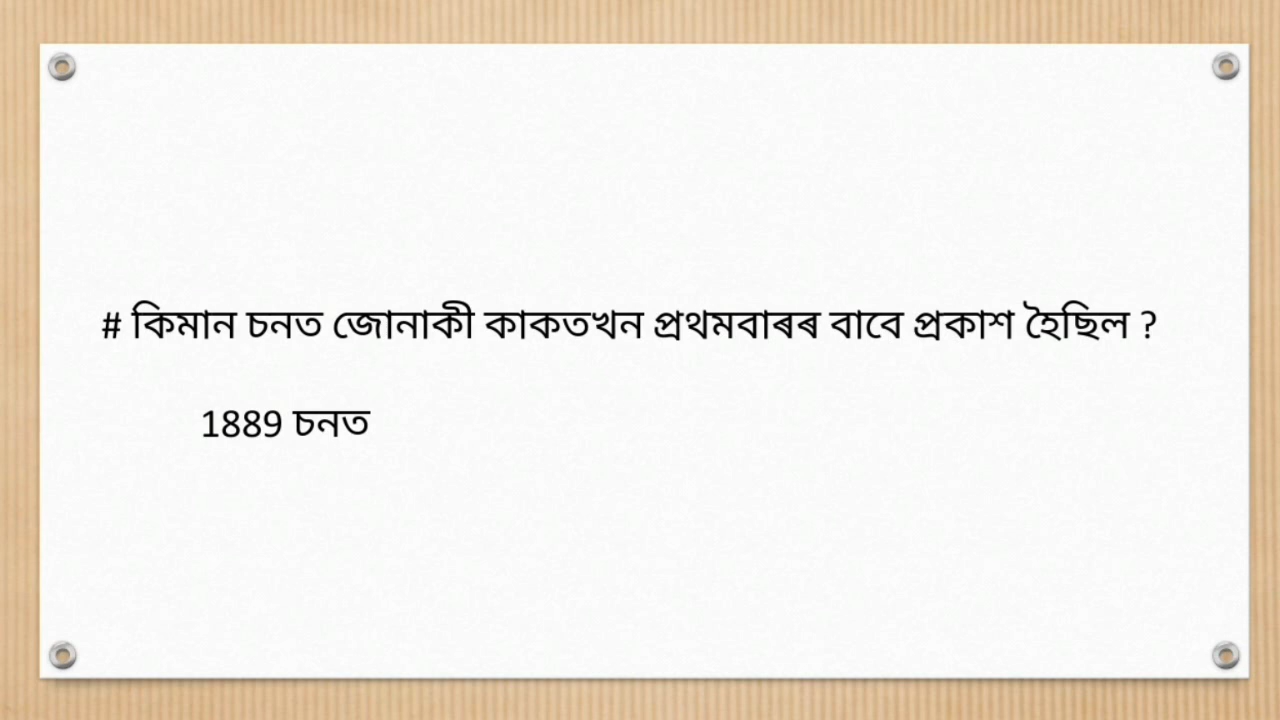 # কিমান চনত জোনাকী কাকতখন প্ৰথমবাৰৰ বাবে প্ৰকাশ হৈছিল ?
1889 চনত